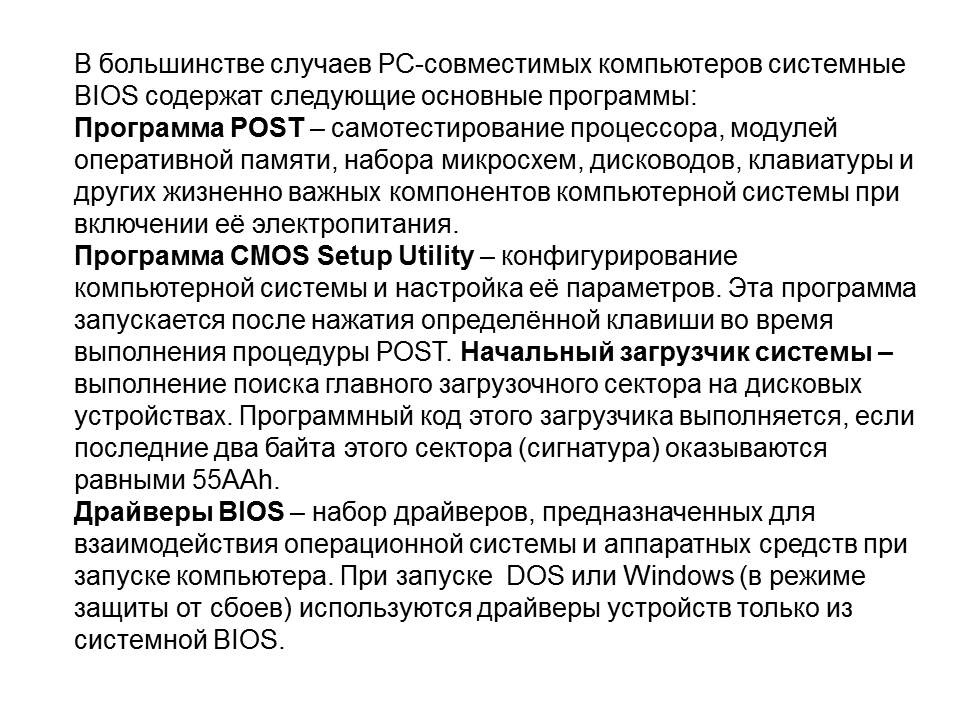 В большинстве случаев РС-совместимых компьютеров системные
BIOS содержат следующие основные программы:
Программа POST – самотестирование процессора, модулей
оперативной памяти, набора микросхем, дисководов, клавиатуры и
других жизненно важных компонентов компьютерной системы при
включении её электропитания.
Программа CMOS Setup Utility – конфигурирование
компьютерной системы и настройка её параметров. Эта программа
запускается после нажатия определённой клавиши во время
выполнения процедуры POST. Начальный загрузчик системы –
выполнение поиска главного загрузочного сектора на дисковых
устройствах. Программный код этого загрузчика выполняется, если
последние два байта этого сектора (сигнатура) оказываются
равными 55AAh.
Драйверы BIOS – набор драйверов, предназначенных для
взаимодействия операционной системы и аппаратных средств при
запуске компьютера. При запуске  DOS или Windows (в режиме
защиты от сбоев) используются драйверы устройств только из
системной BIOS.